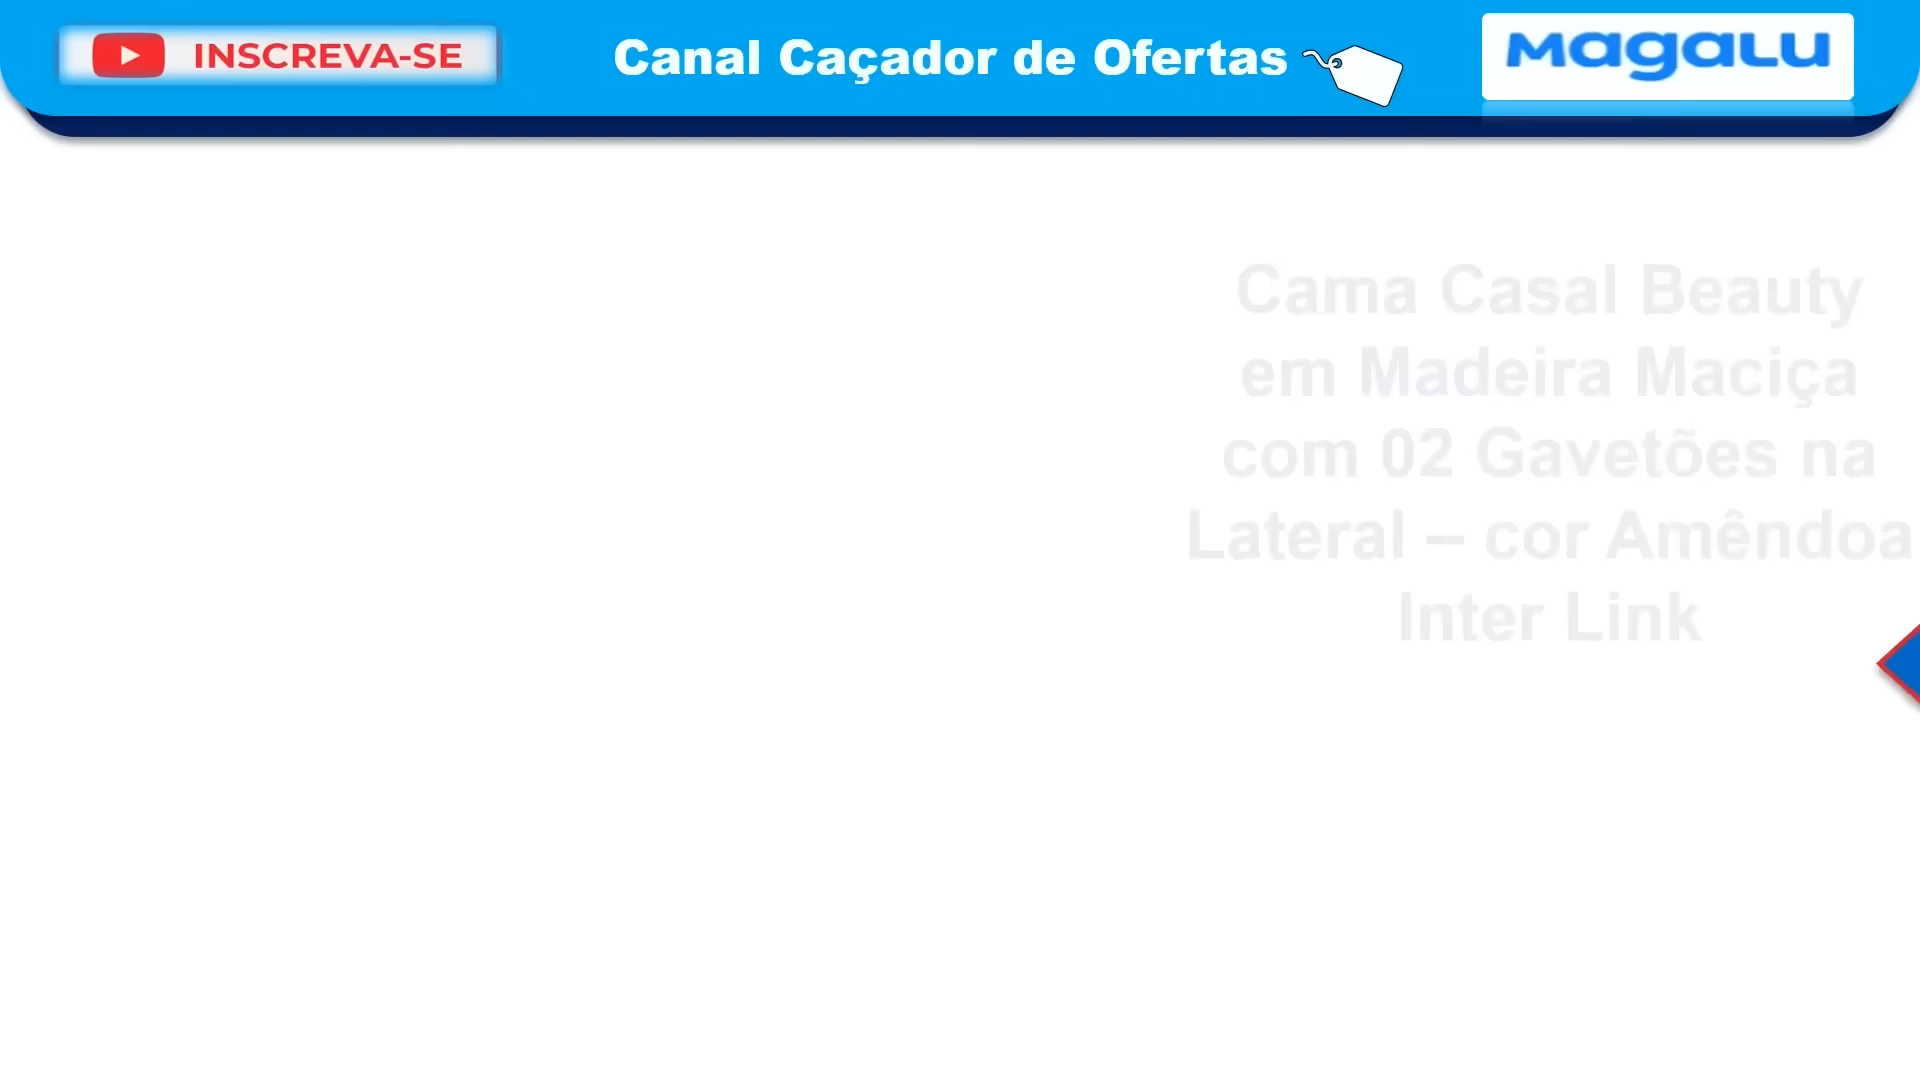 INSCREVA-SE
Canal Caçador de Ofertas
Magalu
Cama Casal Beauty
em Madeira Maciça
com 02 Gavetões na
Lateral – cor Amêndoa
Inter Link